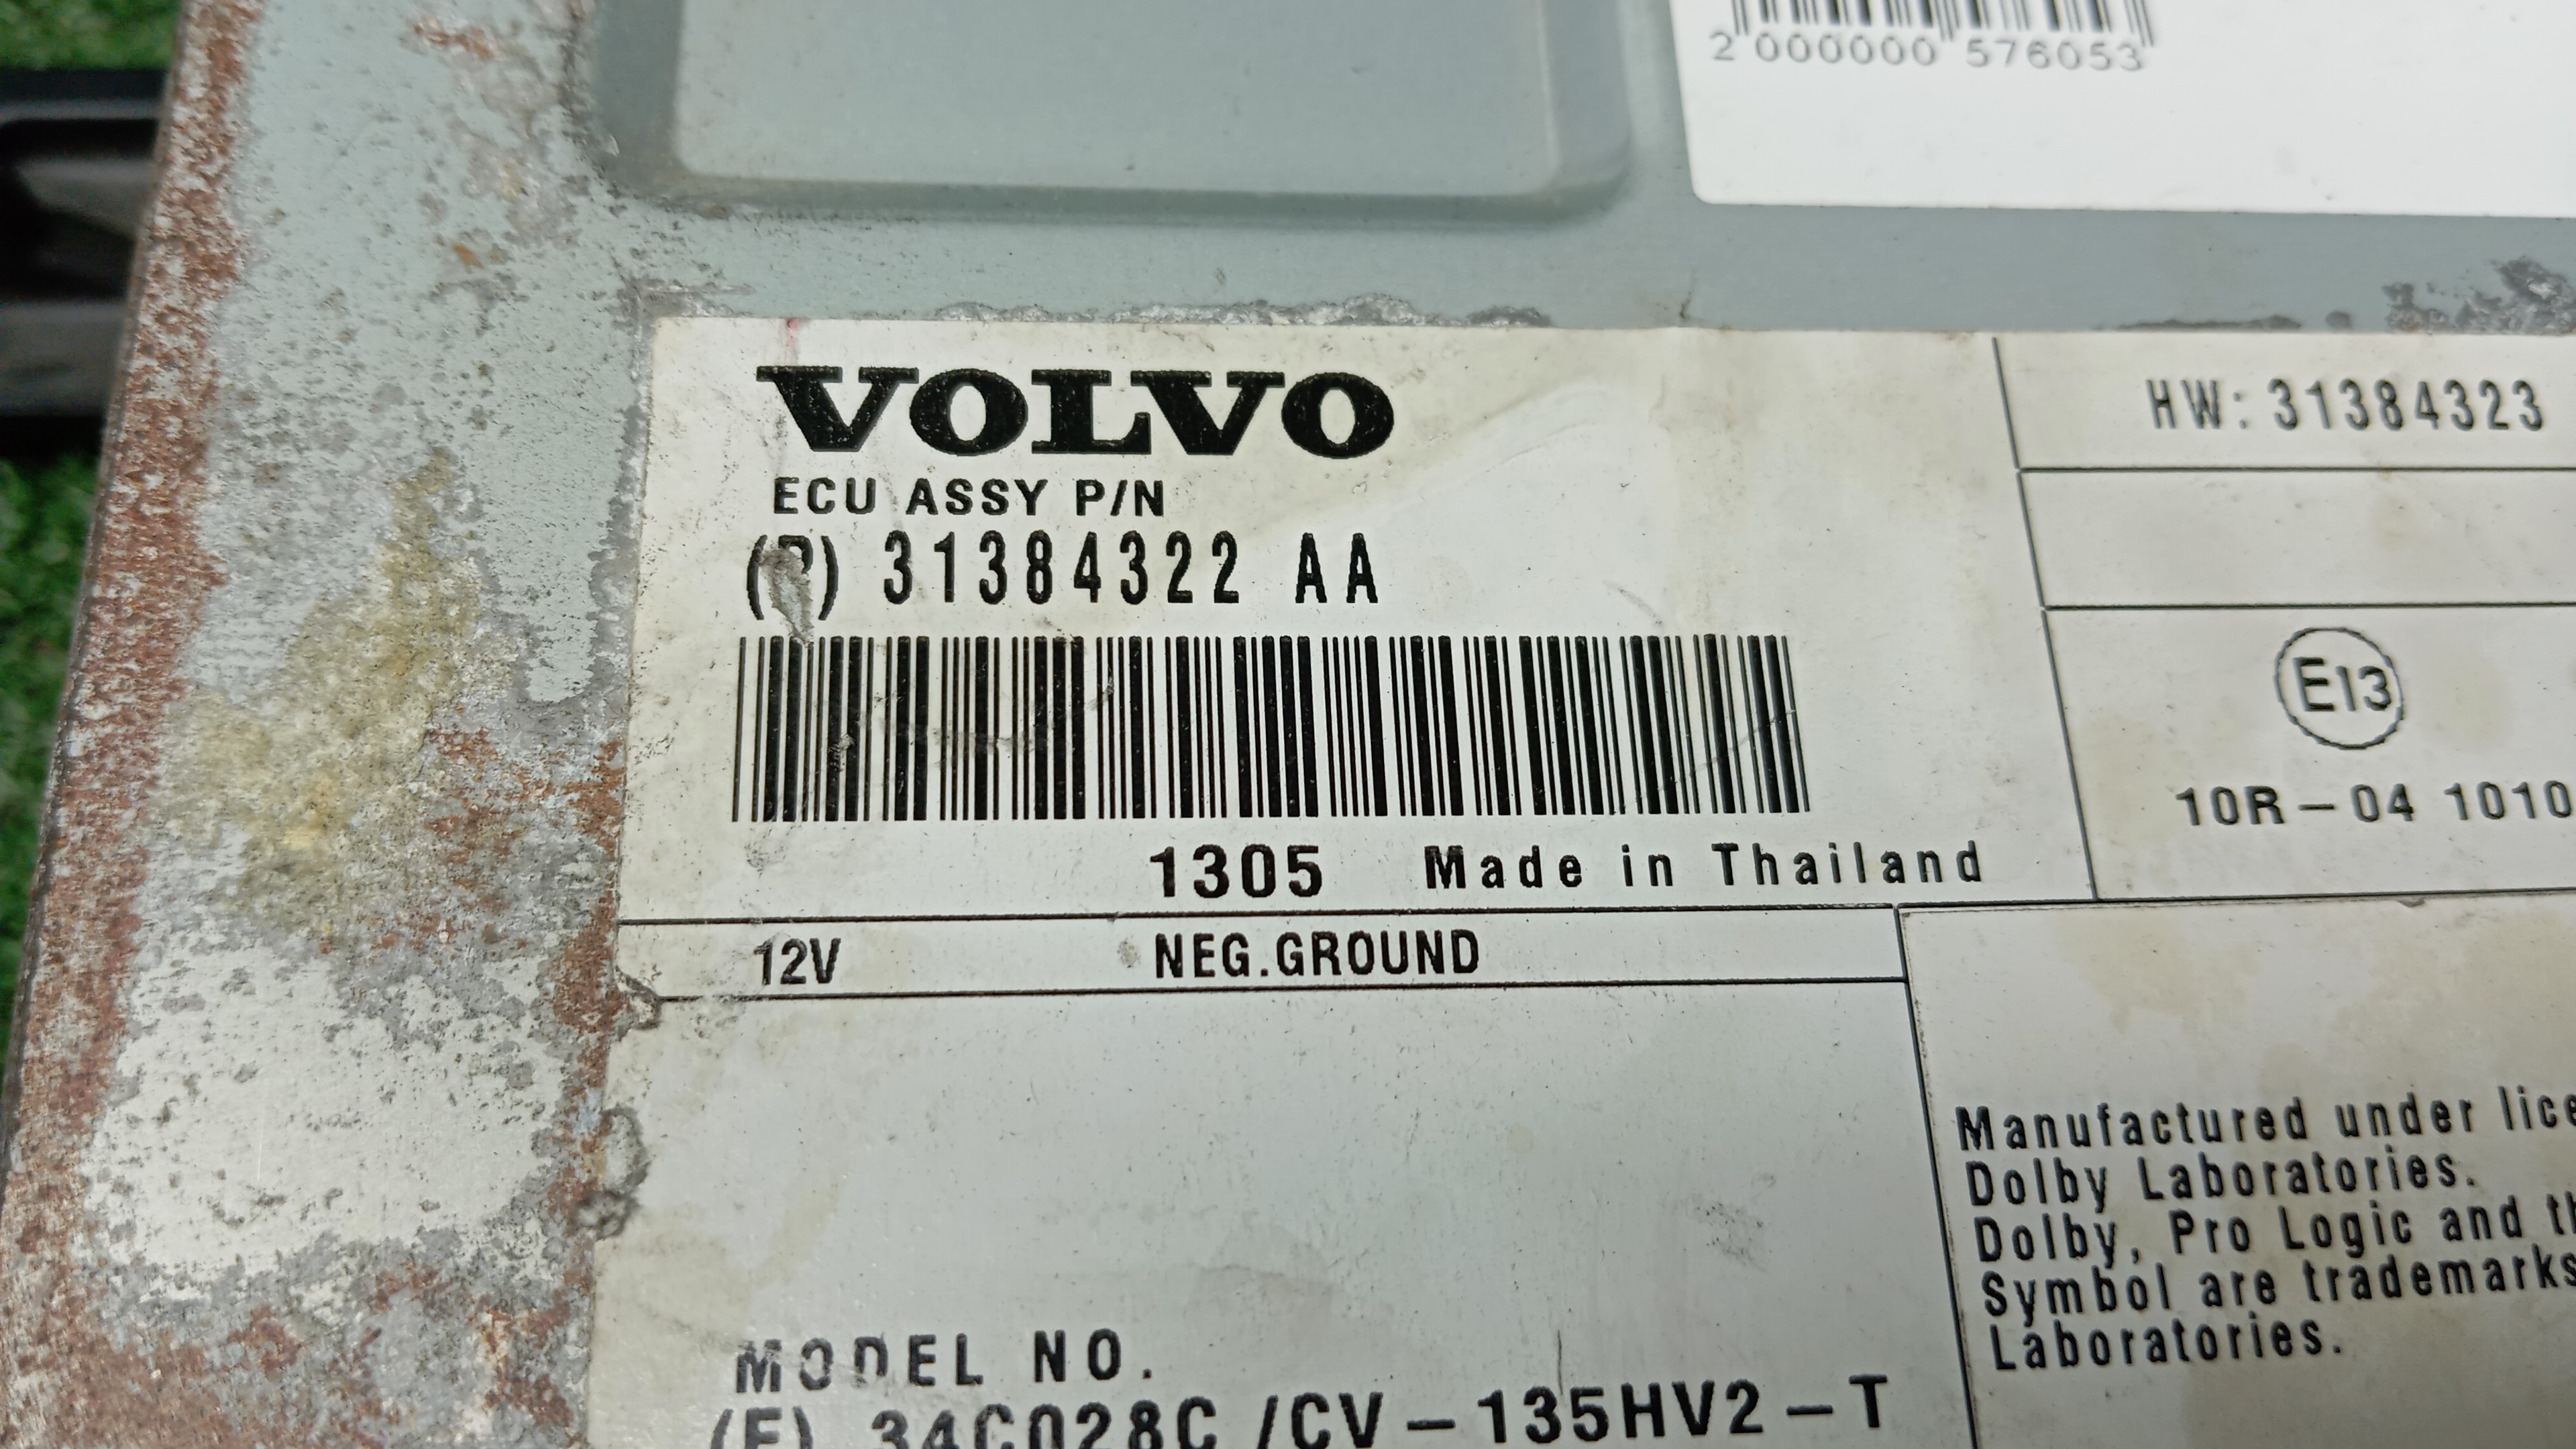 2 000000 576053
VOLVO
ECU ASSY P/N
(P) 31384322 AA
1305 Made in Thailand
12V NEG.GROUND
MODEL NO.
(E) 34C028C /CV-135HV2-T
HW: 31384323
E13
10R-04 1010
Manufactured under
Dolby Laboratories.
Dolby, Pro Logic and
Symbol are trademarks
Laboratories.